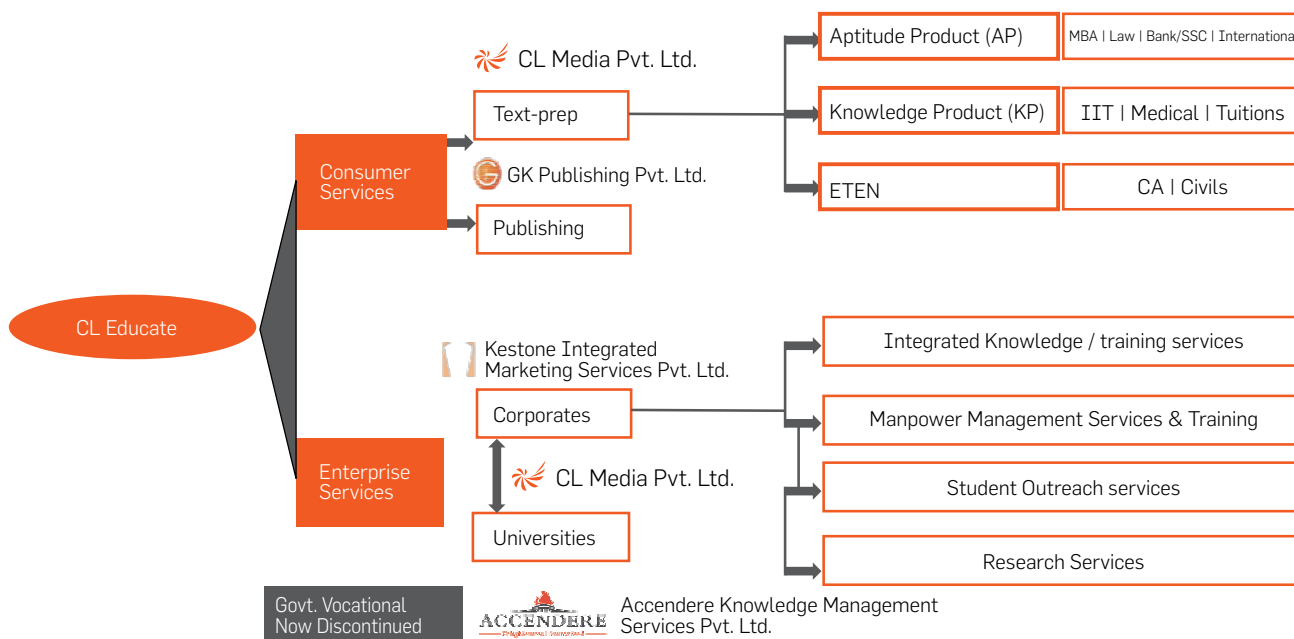 CL Media Pvt. Ltd.
Text-prep
Aptitude Product (AP)
MBA | Law | Bank/SSC | International
Knowledge Product (KP)
IIT | Medical | Tuitions
ETEN
CA | Civils
Consumer
Services
GK Publishing Pvt. Ltd.
Publishing
CL Educate
Kestone Integrated
Marketing Services Pvt. Ltd.
Corporates
Integrated Knowledge / training services
Manpower Management Services & Training
Enterprise
Services
CL Media Pvt. Ltd.
Student Outreach services
Universities
Research Services
Govt. Vocational
Now Discontinued
ACCENDERE
Accendere Knowledge Management
Services Pvt. Ltd.